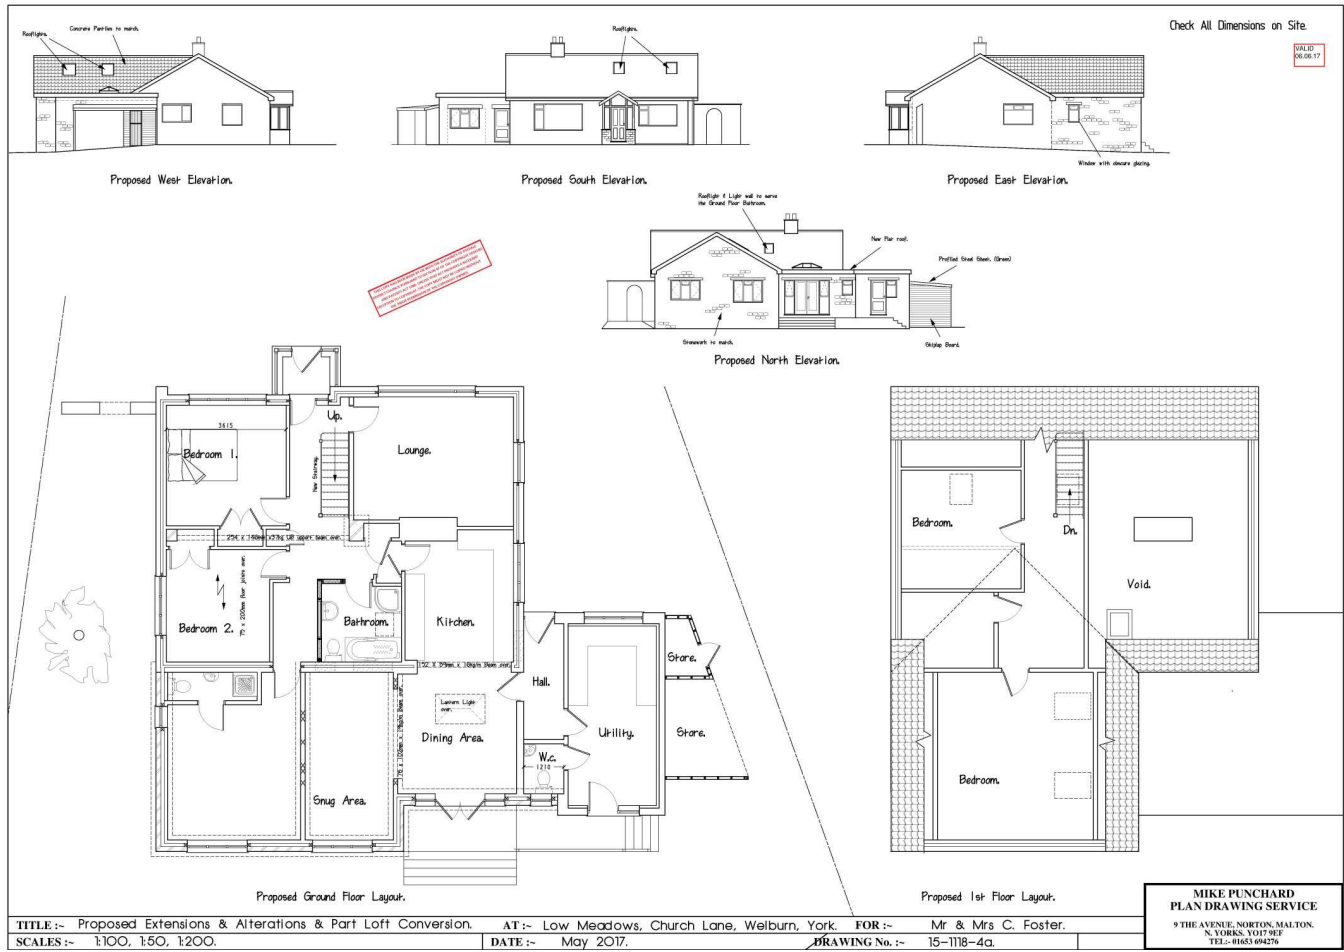 Check All Dimensions on Site.
VALID
06.06.17
Rooflights.
Concrete Pantiles to match.
Proposed West Elevation.
Rooflights.
Proposed South Elevation.
Window with obscure glazing.
Proposed East Elevation.
Rooflight & Light well to serve
the Ground Floor Bathroom.
New Flat roof.
Profiled Steel Sheet. (Green)
Stonework to match.
Shiplap Board.
Proposed North Elevation.
3615
Bedroom 1.
Up.
New Stairway.
Lounge.
Bedroom 2.
75 x 200mm floor joists over.
Bathroom.
Kitchen.
Hall.
Utility.
Store.
Store.
Lantern Light
over.
Dining Area.
W.c.
1210
Snug Area.
Proposed Ground Floor Layout.
Bedroom.
Dn.
Void.
Bedroom.
Proposed 1st Floor Layout.
MIKE PUNCHARD
PLAN DRAWING SERVICE
9 THE AVENUE, NORTON, MALTON.
N. YORKS. YO17 9EF
TEL:- 01653 694276
TITLE :- Proposed Extensions & Alterations & Part Loft Conversion. AT :- Low Meadows, Church Lane, Welburn, York. FOR :- Mr & Mrs C. Foster.
SCALES :- 1:100, 1:50, 1:200. DATE :- May 2017. DRAWING No. :- 15-1118-4a.